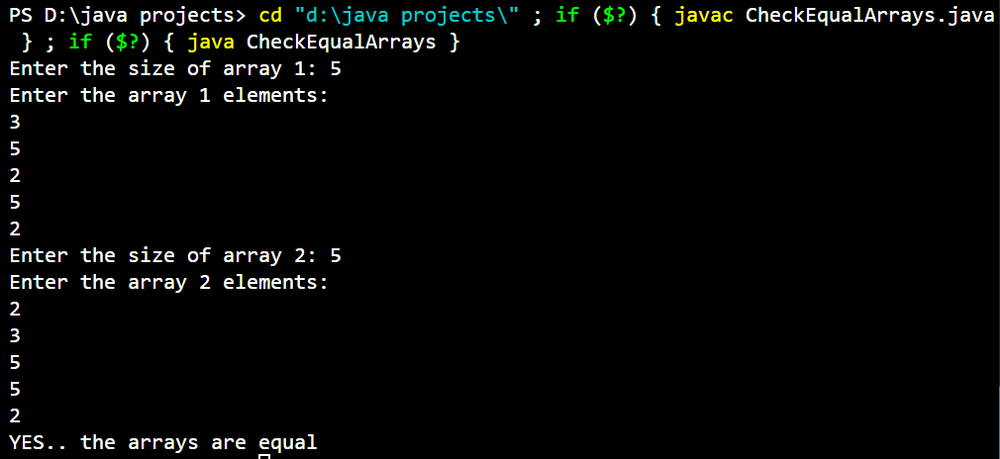 PS D:\java projects> cd "d:\java projects\" ; if ($?) { javac CheckEqualArrays.java
 } ; if ($?) { java CheckEqualArrays }
Enter the size of array 1: 5
Enter the array 1 elements:
3
5
2
5
2
Enter the size of array 2: 5
Enter the array 2 elements:
2
3
5
5
2
YES.. the arrays are equal